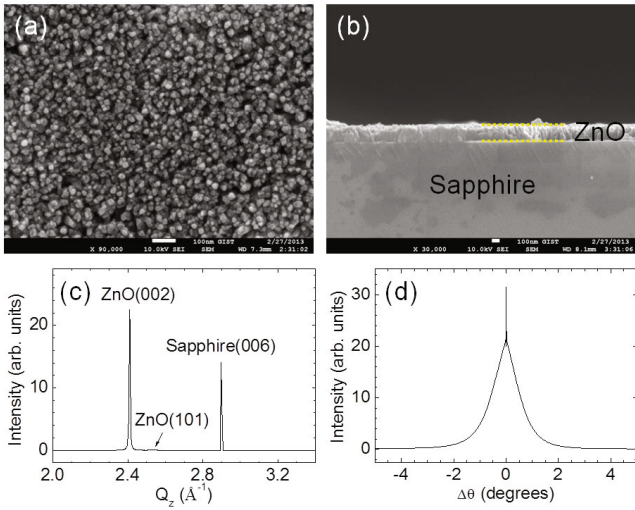 (a)
100nm GIST 2/27/2013
X 90,000 10.0kV SEI SEM WD 7.3mm 2:31:02
(b)
ZnO
Sapphire
100nm GIST 2/27/2013
X 30,000 10.0kV SEI SEM WD 8.1mm 3:31:06
(c)
ZnO(002)
Sapphire(006)
ZnO(101)
Intensity (arb. units)
20
10
0
2.0 2.4 2.8 3.2
Qz (Å-1)
(d)
Intensity (arb. units)
30
20
10
0
-4 -2 0 2 4
Δθ (degrees)